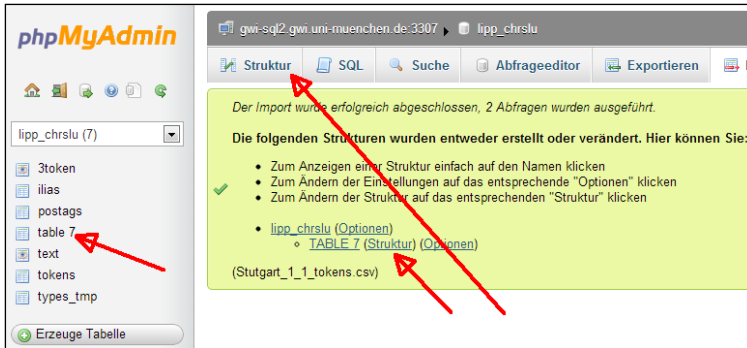 phpMyAdmin
lipp_chrslu (7)
3token
ilias
postags
table 7
text
tokens
types_tmp
Erzeuge Tabelle
gwi-sql2.gwi.uni-muenchen.de:3307 lipp_chrslu
Struktur SQL Suche Abfrageeditor Exportieren
Der Import wurde erfolgreich abgeschlossen, 2 Abfragen wurden ausgeführt.
Die folgenden Strukturen wurden entweder erstellt oder verändert. Hier können Sie:
Zum Anzeigen einer Struktur einfach auf den Namen klicken
Zum Ändern der Einstellungen auf das entsprechende "Optionen" klicken
Zum Ändern der Struktur auf das entsprechenden "Struktur" klicken
lipp_chrslu (Optionen)
TABLE 7 (Struktur) (Optionen)
(Stutgart_1_1_tokens.csv)